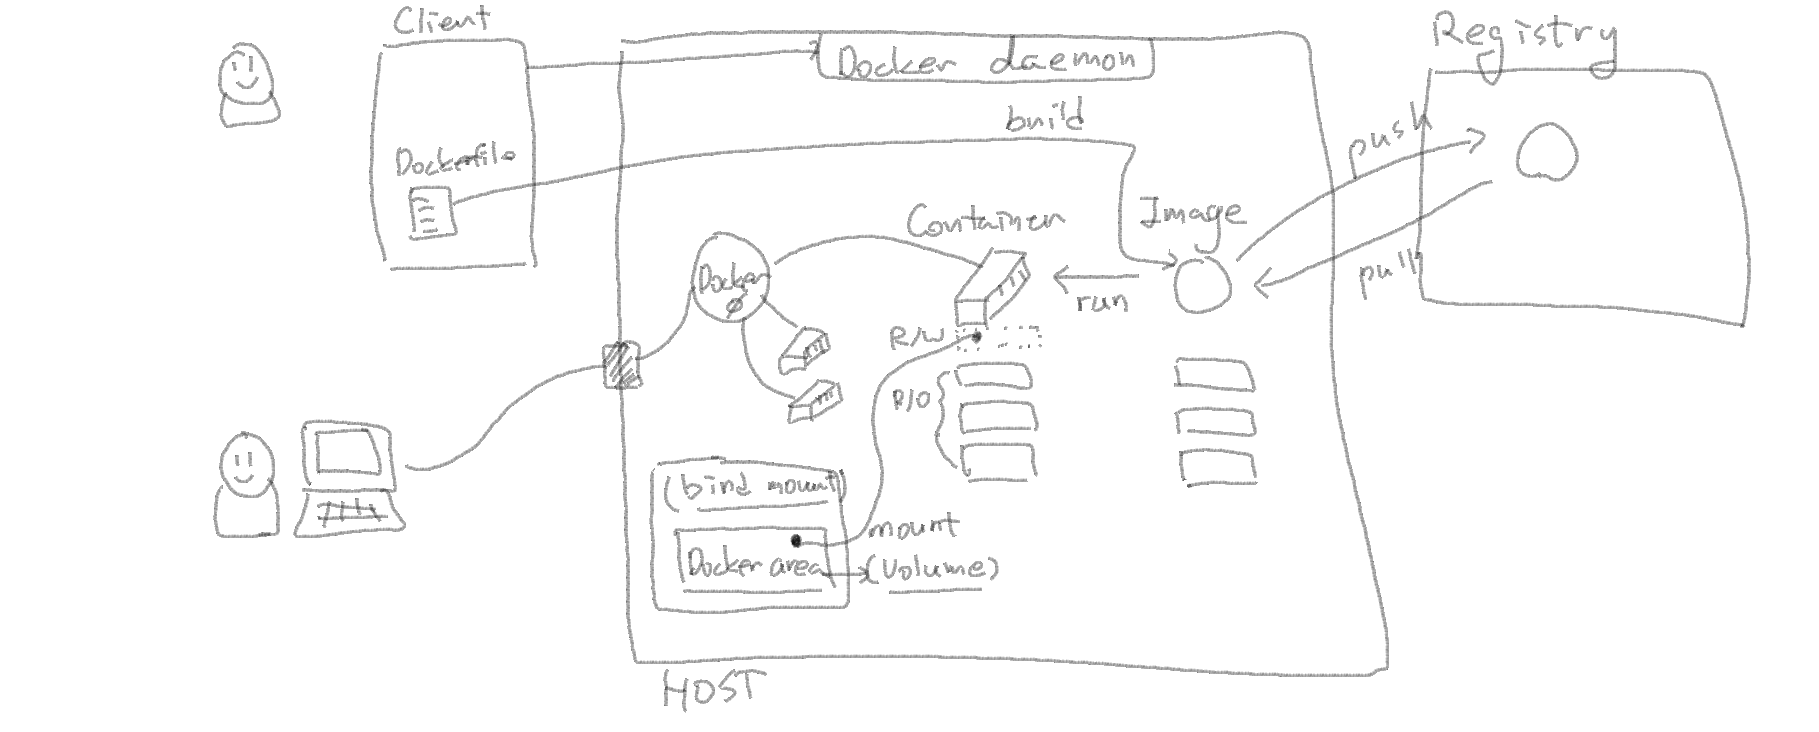 Client
Registry
Docker daemon
build
push
Dockerfile
Container
Image
pull
Docker
0
run
R/W
R/O
(bind mount)
mount
Docker area
(Volume)
HOST